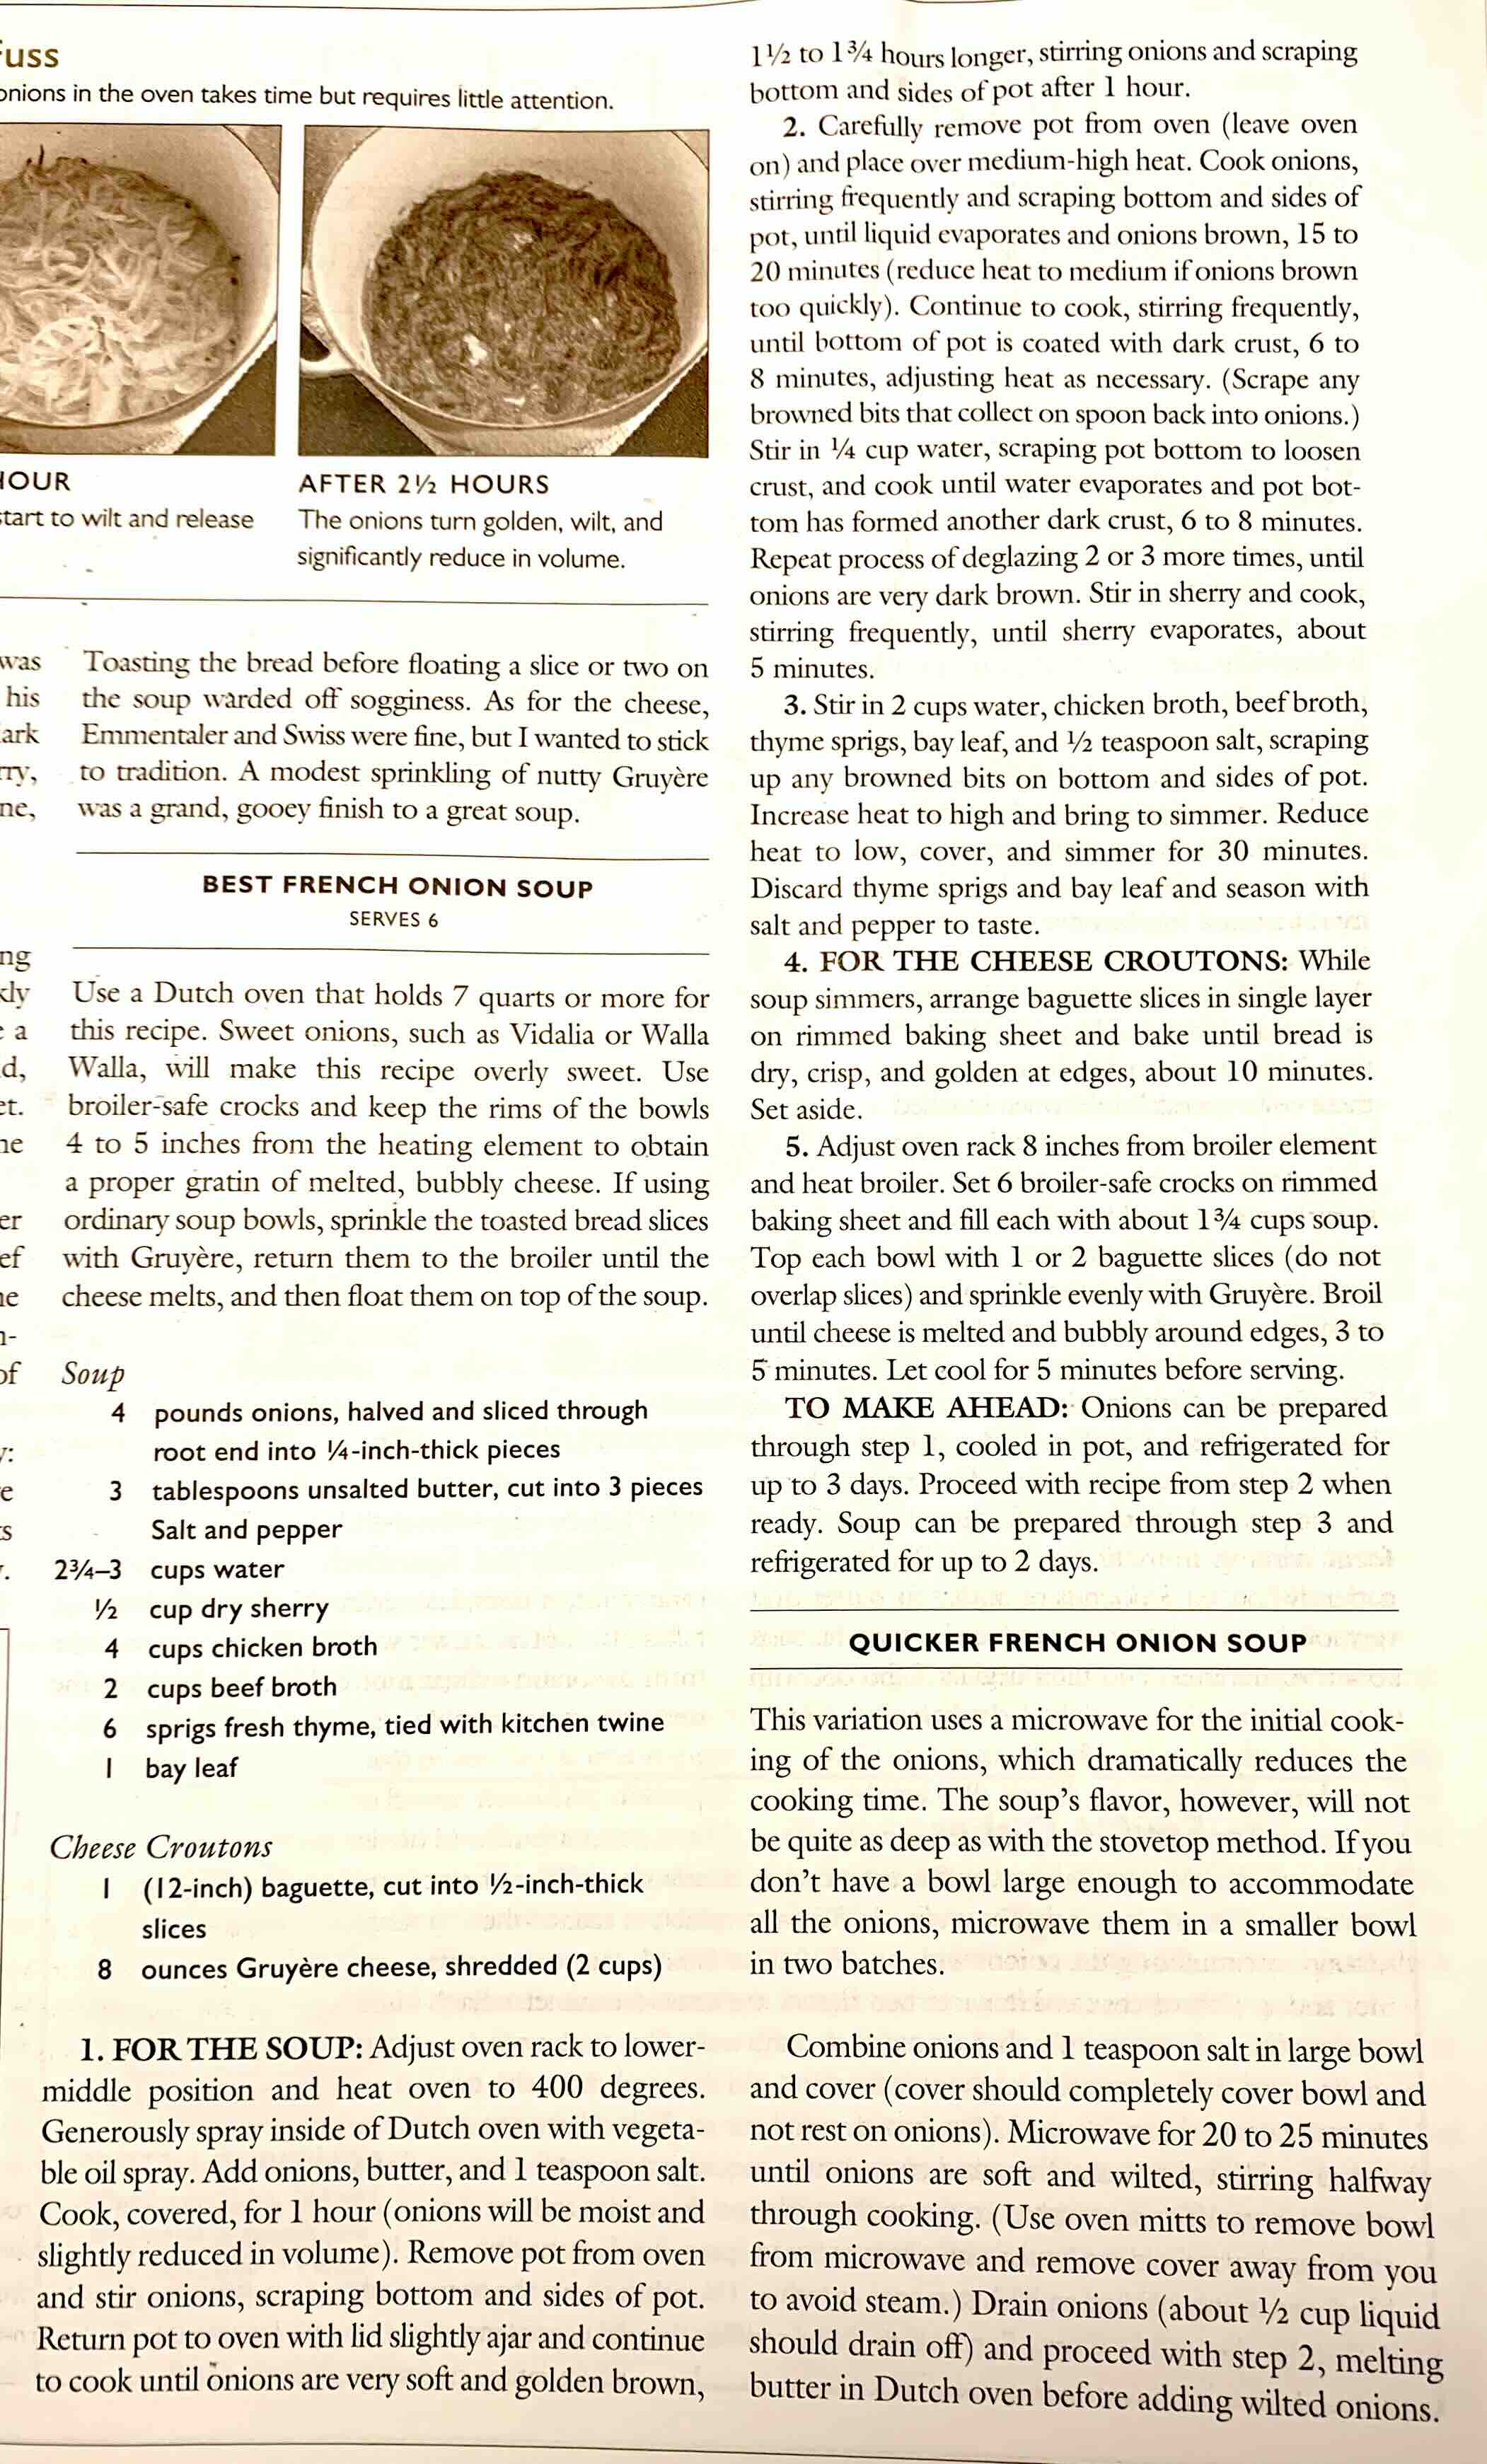 onions in the oven takes time but requires little attention.
AFTER 2½ HOURS
start to wilt and release
The onions turn golden, wilt, and
significantly reduce in volume.
was
his
Toasting the bread before floating a slice or two on
the soup warded off sogginess. As for the cheese,
Emmentaler and Swiss were fine, but I wanted to stick
to tradition. A modest sprinkling of nutty Gruyère
was a grand, gooey finish to a great soup.
BEST FRENCH ONION SOUP
SERVES 6
Use a Dutch oven that holds 7 quarts or more for
this recipe. Sweet onions, such as Vidalia or Walla
Walla, will make this recipe overly sweet. Use
broiler-safe crocks and keep the rims of the bowls
4 to 5 inches from the heating element to obtain
a proper gratin of melted, bubbly cheese. If using
ordinary soup bowls, sprinkle the toasted bread slices
with Gruyère, return them to the broiler until the
cheese melts, and then float them on top of the soup.
Soup
4 pounds onions, halved and sliced through
root end into ¼-inch-thick pieces
3 tablespoons unsalted butter, cut into 3 pieces
Salt and pepper
2¾–3 cups water
½ cup dry sherry
4 cups chicken broth
2 cups beef broth
6 sprigs fresh thyme, tied with kitchen twine
1 bay leaf
Cheese Croutons
1 (12-inch) baguette, cut into ½-inch-thick
slices
8 ounces Gruyère cheese, shredded (2 cups)
1. FOR THE SOUP: Adjust oven rack to lower-
middle position and heat oven to 400 degrees.
Generously spray inside of Dutch oven with vegeta-
ble oil spray. Add onions, butter, and 1 teaspoon salt.
Cook, covered, for 1 hour (onions will be moist and
slightly reduced in volume). Remove pot from oven
and stir onions, scraping bottom and sides of pot.
Return pot to oven with lid slightly ajar and continue
to cook until onions are very soft and golden brown,
1½ to 1¾ hours longer, stirring onions and scraping
bottom and sides of pot after 1 hour.
2. Carefully remove pot from oven (leave oven
on) and place over medium-high heat. Cook onions,
stirring frequently and scraping bottom and sides of
pot, until liquid evaporates and onions brown, 15 to
20 minutes (reduce heat to medium if onions brown
too quickly). Continue to cook, stirring frequently,
until bottom of pot is coated with dark crust, 6 to
8 minutes, adjusting heat as necessary. (Scrape any
browned bits that collect on spoon back into onions.)
Stir in ¼ cup water, scraping pot bottom to loosen
crust, and cook until water evaporates and pot bot-
tom has formed another dark crust, 6 to 8 minutes.
Repeat process of deglazing 2 or 3 more times, until
onions are very dark brown. Stir in sherry and cook,
stirring frequently, until sherry evaporates, about
5 minutes.
3. Stir in 2 cups water, chicken broth, beef broth,
thyme sprigs, bay leaf, and ½ teaspoon salt, scraping
up any browned bits on bottom and sides of pot.
Increase heat to high and bring to simmer. Reduce
heat to low, cover, and simmer for 30 minutes.
Discard thyme sprigs and bay leaf and season with
salt and pepper to taste.
4. FOR THE CHEESE CROUTONS: While
soup simmers, arrange baguette slices in single layer
on rimmed baking sheet and bake until bread is
dry, crisp, and golden at edges, about 10 minutes.
Set aside.
5. Adjust oven rack 8 inches from broiler element
and heat broiler. Set 6 broiler-safe crocks on rimmed
baking sheet and fill each with about 1¾ cups soup.
Top each bowl with 1 or 2 baguette slices (do not
overlap slices) and sprinkle evenly with Gruyère. Broil
until cheese is melted and bubbly around edges, 3 to
5 minutes. Let cool for 5 minutes before serving.
TO MAKE AHEAD: Onions can be prepared
through step 1, cooled in pot, and refrigerated for
up to 3 days. Proceed with recipe from step 2 when
ready. Soup can be prepared through step 3 and
refrigerated for up to 2 days.
QUICKER FRENCH ONION SOUP
This variation uses a microwave for the initial cook-
ing of the onions, which dramatically reduces the
cooking time. The soup's flavor, however, will not
be quite as deep as with the stovetop method. If you
don't have a bowl large enough to accommodate
all the onions, microwave them in a smaller bowl
in two batches.
Combine onions and 1 teaspoon salt in large bowl
and cover (cover should completely cover bowl and
not rest on onions). Microwave for 20 to 25 minutes
until onions are soft and wilted, stirring halfway
through cooking. (Use oven mitts to remove bowl
from microwave and remove cover away from you
to avoid steam.) Drain onions (about ½ cup liquid
should drain off) and proceed with step 2, melting
butter in Dutch oven before adding wilted onions.